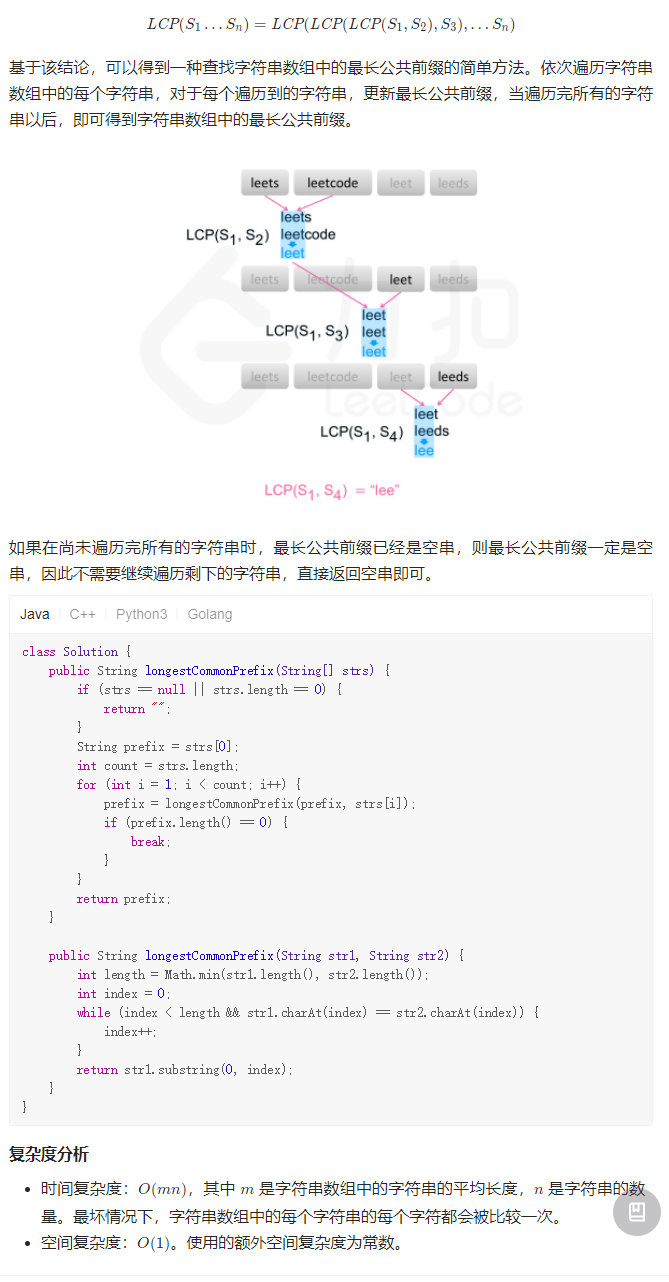 LCP(S₁ … Sₙ) = LCP(LCP(LCP(S₁, S₂), S₃), … Sₙ)
基于该结论，可以得到一种查找字符串数组中的最长公共前缀的简单方法。依次遍历字符串
数组中的每个字符串，对于每个遍历到的字符串，更新最长公共前缀，当遍历完所有的字符
串以后，即可得到字符串数组中的最长公共前缀。
leets leetcode leet leeds
leets
LCP(S₁, S₂) leetcode
leet
leets leetcode leet leeds
leet
LCP(S₁, S₃) leet
leet
leets leetcode leet leeds
leet
LCP(S₁, S₄) leeds
lee
LCP(S₁, S₄) = “lee”
力扣
LeetCode
如果在尚未遍历完所有的字符串时，最长公共前缀已经是空串，则最长公共前缀一定是空
串，因此不需要继续遍历剩下的字符串，直接返回空串即可。
Java C++ Python3 Golang
class Solution {
    public String longestCommonPrefix(String[] strs) {
        if (strs == null || strs.length == 0) {
            return "";
        }
        String prefix = strs[0];
        int count = strs.length;
        for (int i = 1; i < count; i++) {
            prefix = longestCommonPrefix(prefix, strs[i]);
            if (prefix.length() == 0) {
                break;
            }
        }
        return prefix;
    }

    public String longestCommonPrefix(String str1, String str2) {
        int length = Math.min(str1.length(), str2.length());
        int index = 0;
        while (index < length && str1.charAt(index) == str2.charAt(index)) {
            index++;
        }
        return str1.substring(0, index);
    }
}
复杂度分析
• 时间复杂度：O(mn)，其中 m 是字符串数组中的字符串的平均长度，n 是字符串的数
量。最坏情况下，字符串数组中的每个字符串的每个字符都会被比较一次。
• 空间复杂度：O(1)。使用的额外空间复杂度为常数。